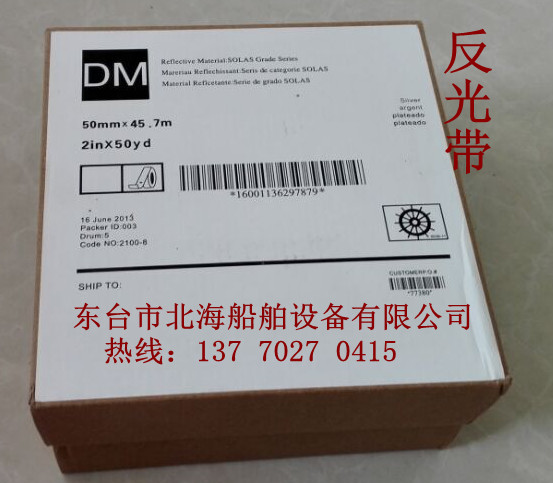 DM
Reflective Material:SOLAS Grade Series
Materiau Reflechissant:Seris de categorie SOLAS
Material Reflcetante:Serie de grado SOLAS
反光带
50mm×45.7m
2inX50yd
Silver
argent
plateado
plateado
*16001136297879*
16 June 2013
Packer ID:003
Drum:5
Code NO:2100-8
SHIP TO:
CUSTOMERP.O.#
*77380*
东台市北海船舶设备有限公司
热线：137 7027 0415